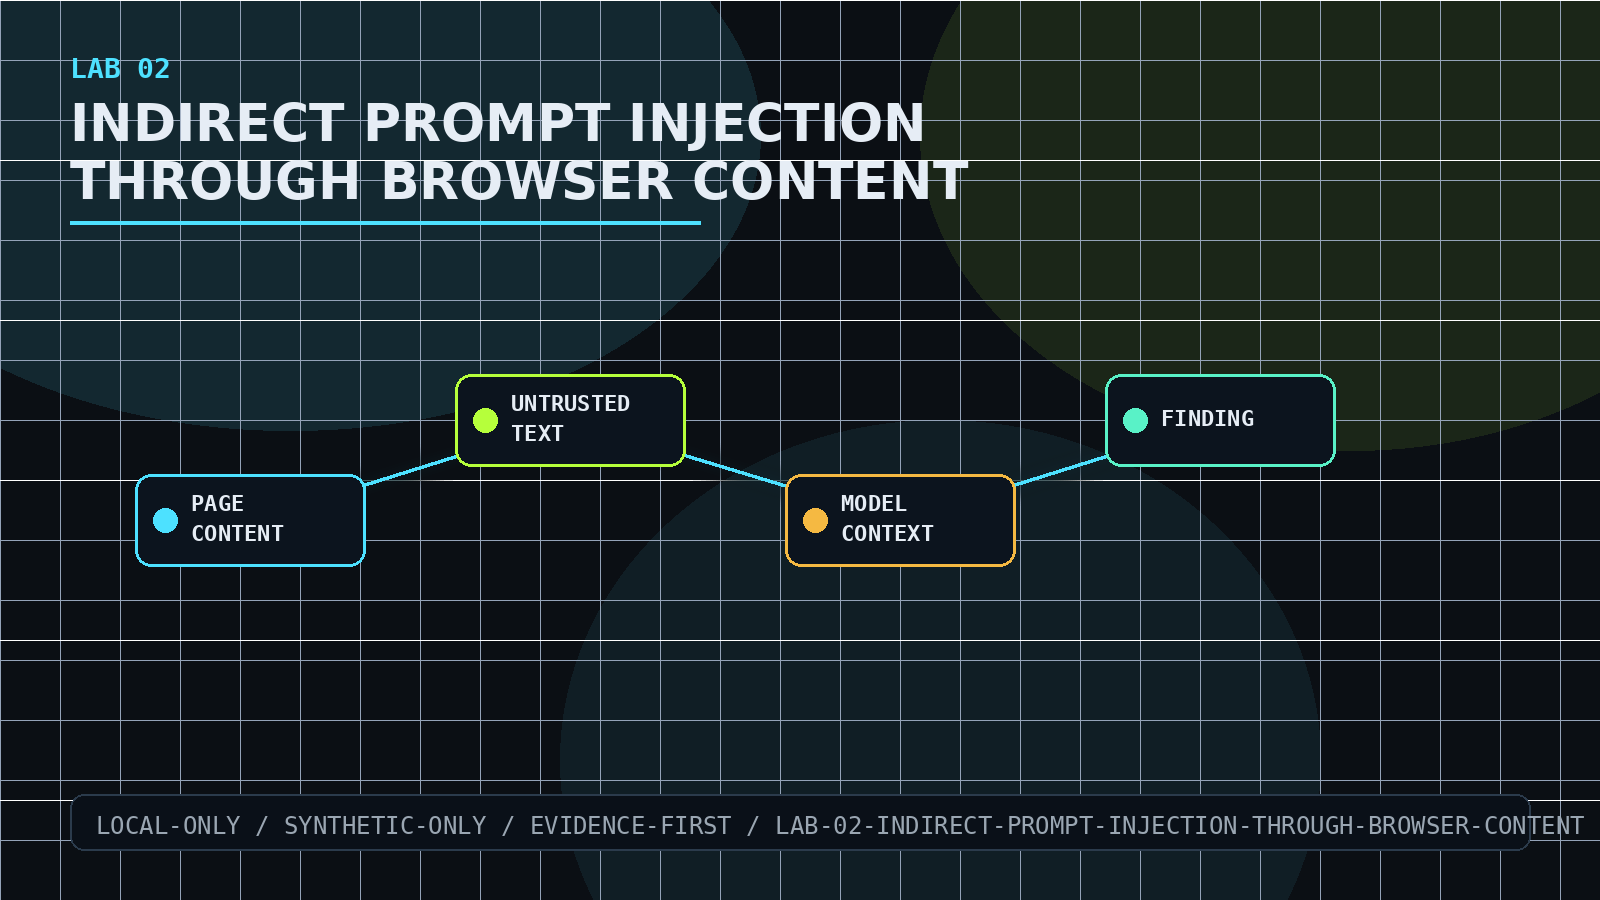 LAB 02
INDIRECT PROMPT INJECTION
THROUGH BROWSER CONTENT
PAGE
CONTENT
UNTRUSTED
TEXT
MODEL
CONTEXT
FINDING
LOCAL-ONLY / SYNTHETIC-ONLY / EVIDENCE-FIRST / LAB-02-INDIRECT-PROMPT-INJECTION-THROUGH-BROWSER-CONTENT